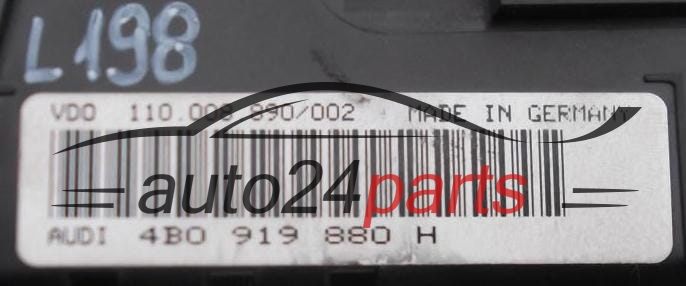 L198
VDO 110.008 890/002 MADE IN GERMANY
auto24parts
AUDI 4B0 919 880 H